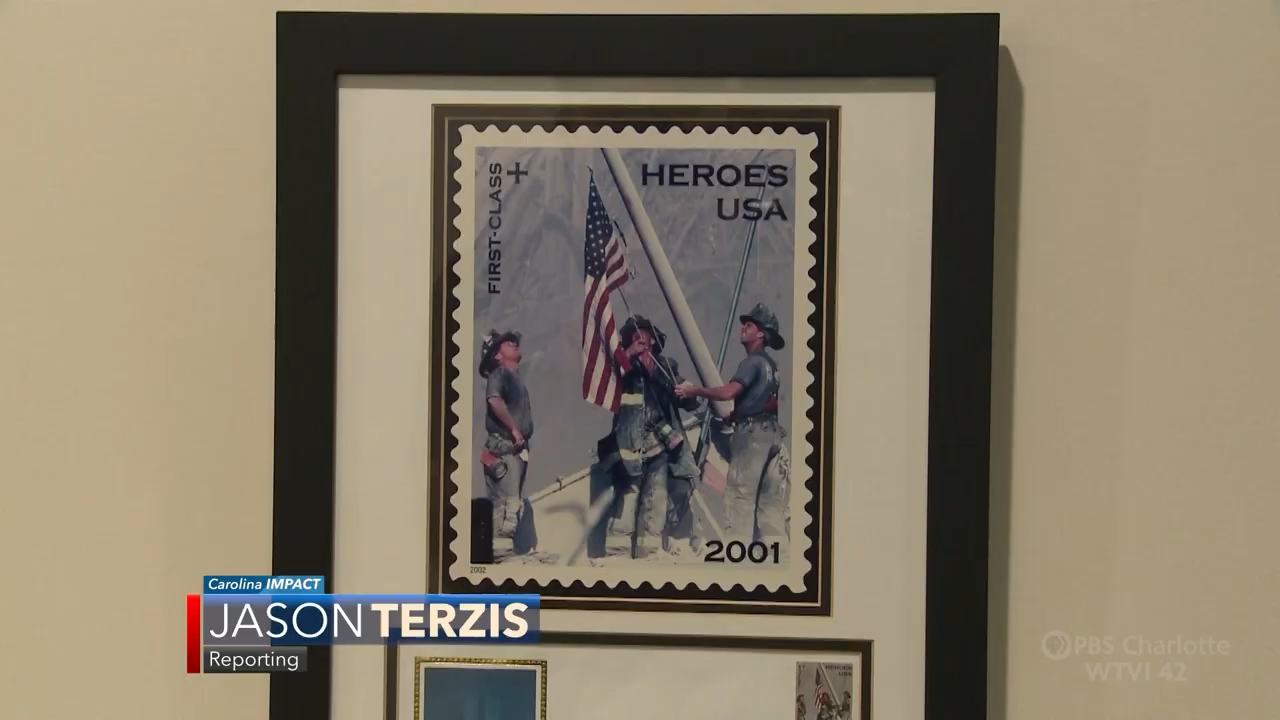 FIRST-CLASS +
HEROES
USA
2001
2002
Carolina IMPACT
JASON TERZIS
Reporting
HEROES
USA
PBS Charlotte
WTVI 42